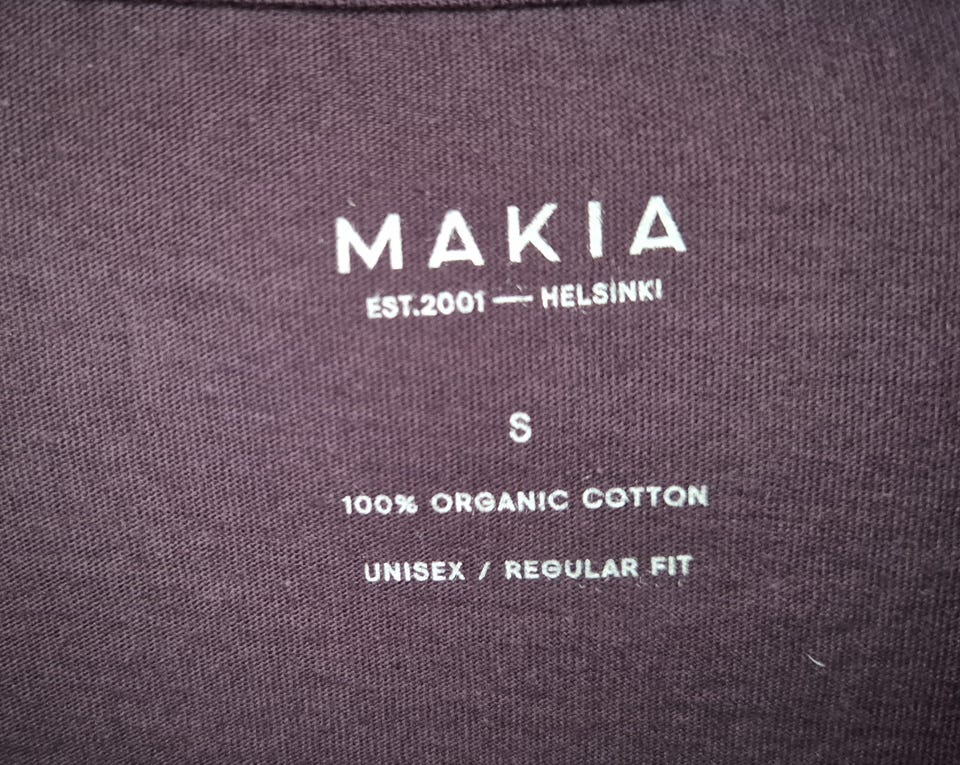 MAKIA
EST.2001 — HELSINKI
S
100% ORGANIC COTTON
UNISEX / REGULAR FIT